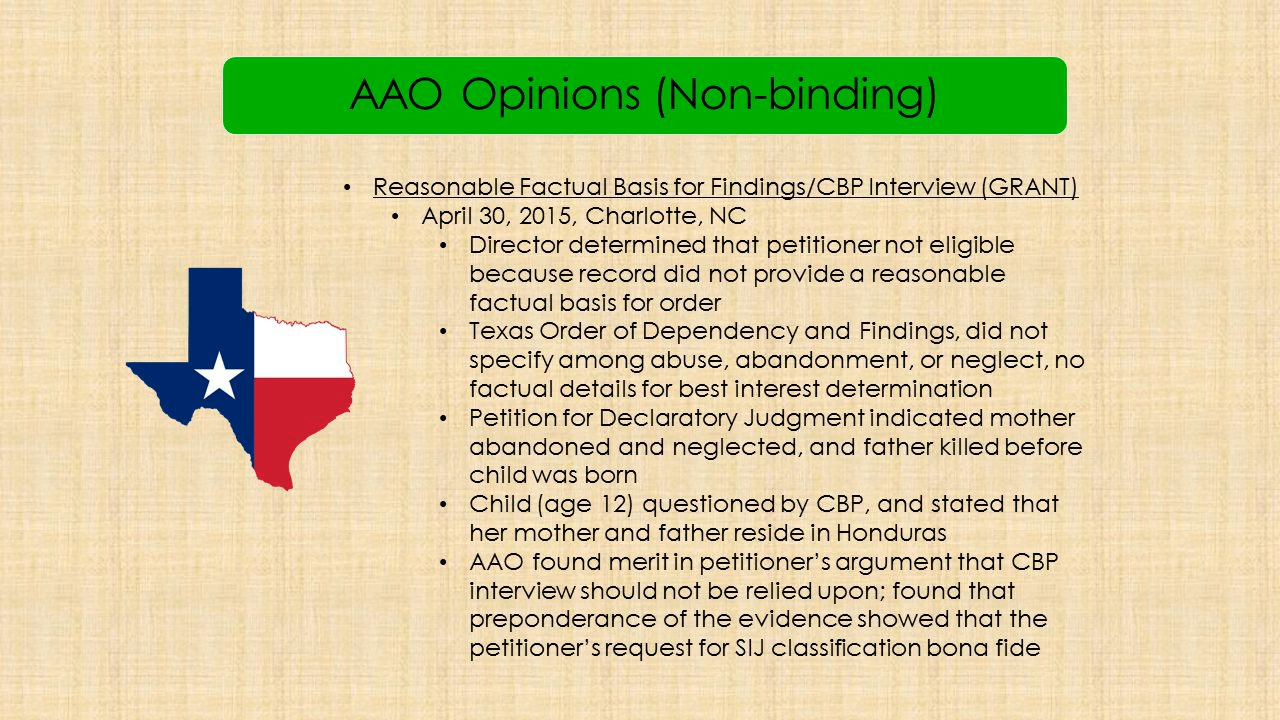 AAO Opinions (Non-binding)
• Reasonable Factual Basis for Findings/CBP Interview (GRANT)
• April 30, 2015, Charlotte, NC
• Director determined that petitioner not eligible
because record did not provide a reasonable
factual basis for order
• Texas Order of Dependency and Findings, did not
specify among abuse, abandonment, or neglect, no
factual details for best interest determination
• Petition for Declaratory Judgment indicated mother
abandoned and neglected, and father killed before
child was born
• Child (age 12) questioned by CBP, and stated that
her mother and father reside in Honduras
• AAO found merit in petitioner’s argument that CBP
interview should not be relied upon; found that
preponderance of the evidence showed that the
petitioner’s request for SIJ classification bona fide